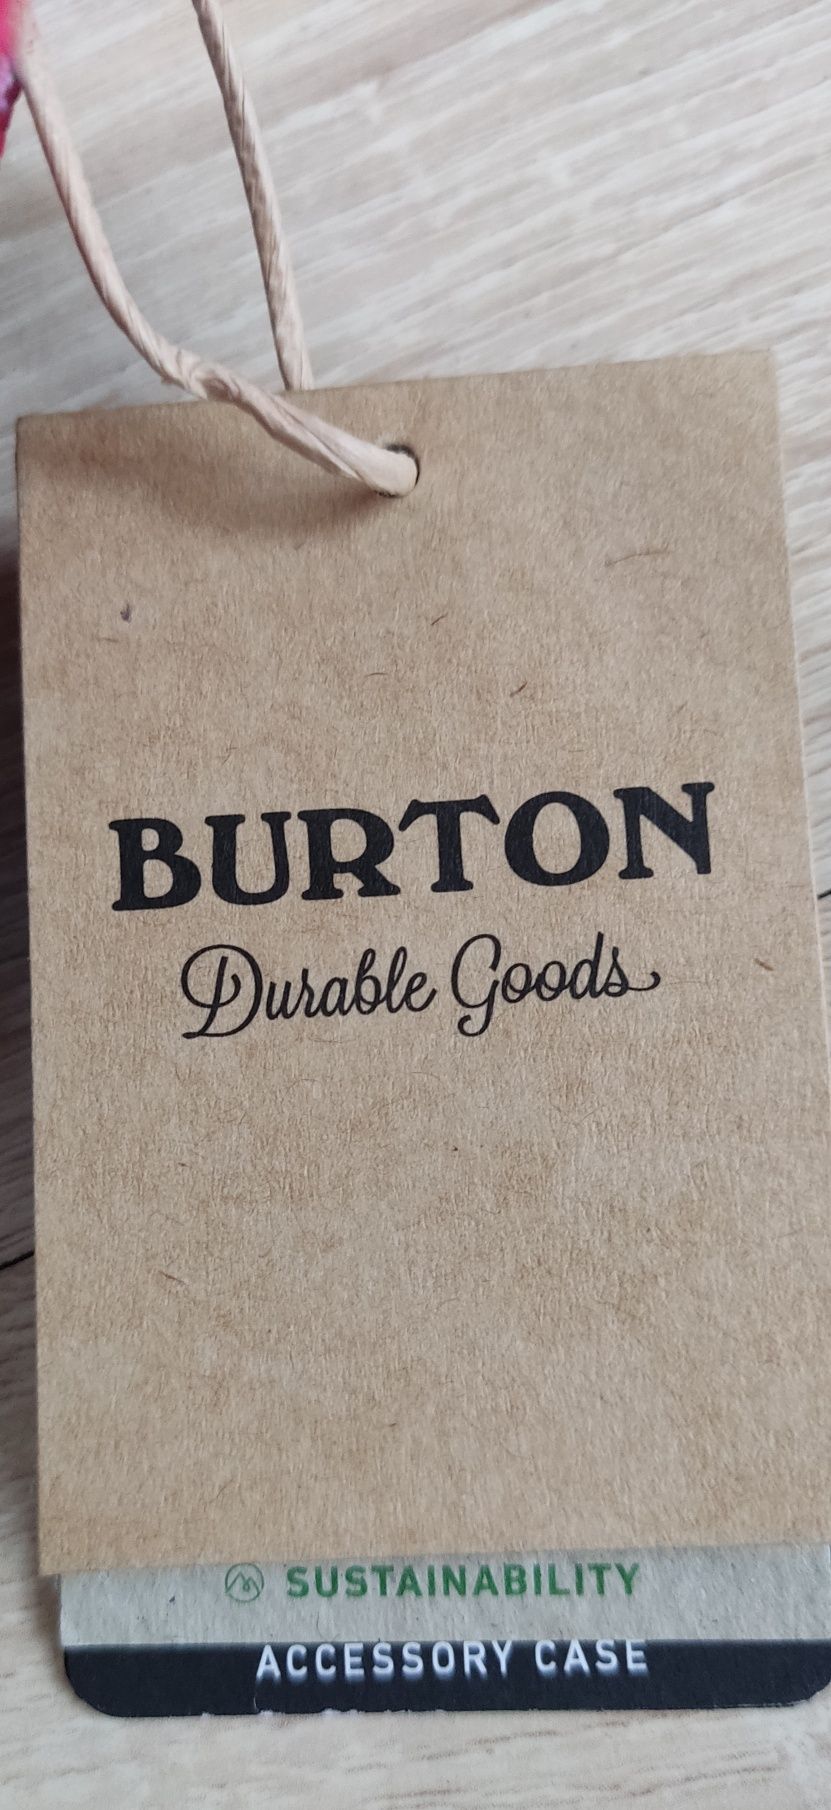 BURTON
Durable Goods
SUSTAINABILITY
ACCESSORY CASE